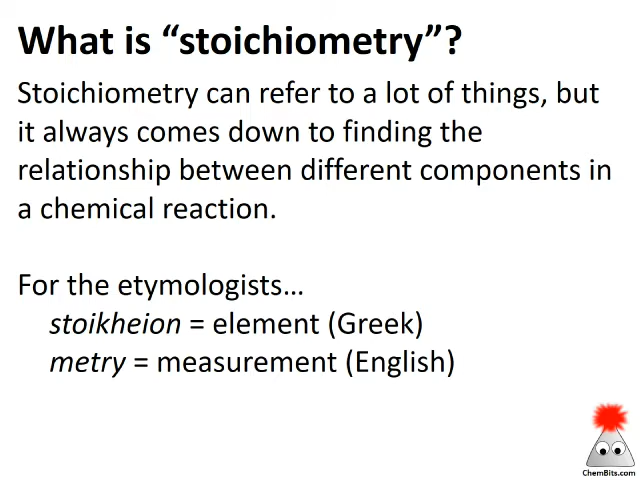 What is “stoichiometry”?
Stoichiometry can refer to a lot of things, but
it always comes down to finding the
relationship between different components in
a chemical reaction.
For the etymologists…
stoikheion = element (Greek)
metry = measurement (English)
ChemBits.com